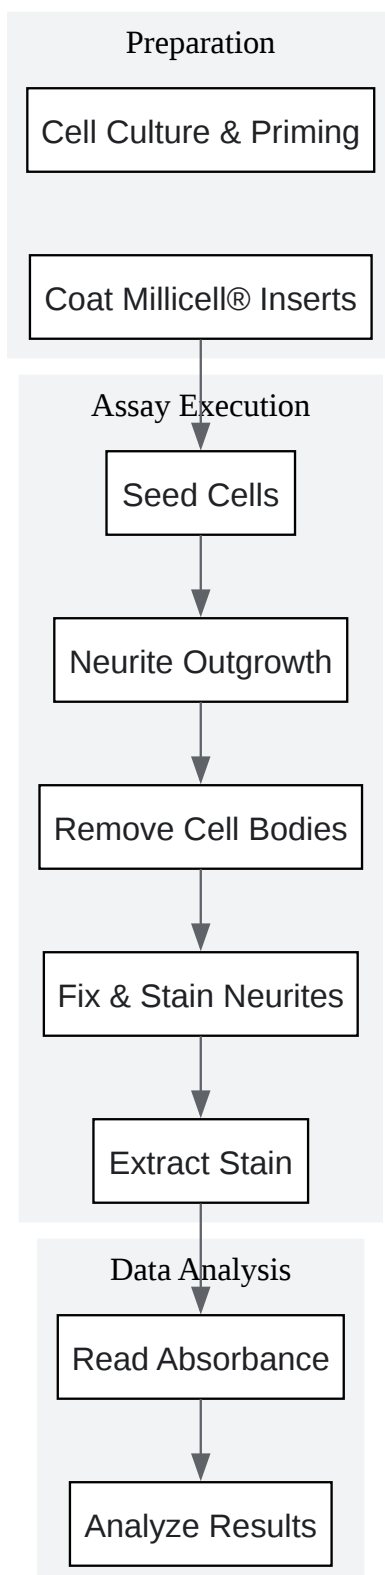 Preparation
Cell Culture & Priming
Coat Millicell® Inserts
Assay Execution
Seed Cells
Neurite Outgrowth
Remove Cell Bodies
Fix & Stain Neurites
Extract Stain
Data Analysis
Read Absorbance
Analyze Results